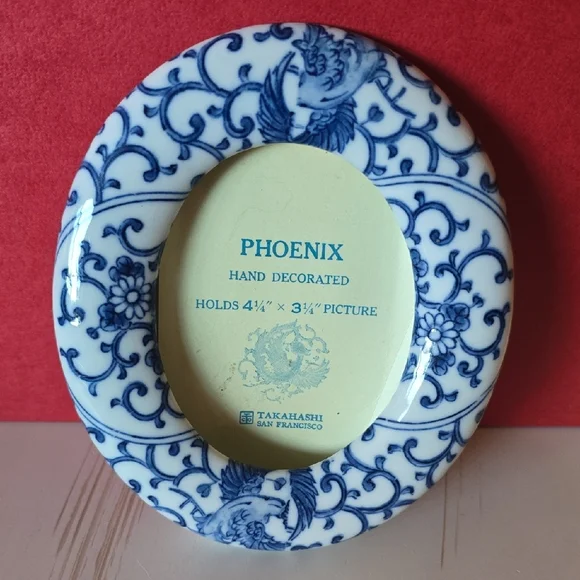 PHOENIX
HAND DECORATED
HOLDS 4¼" × 3¼" PICTURE
TAKAHASHI
SAN FRANCISCO